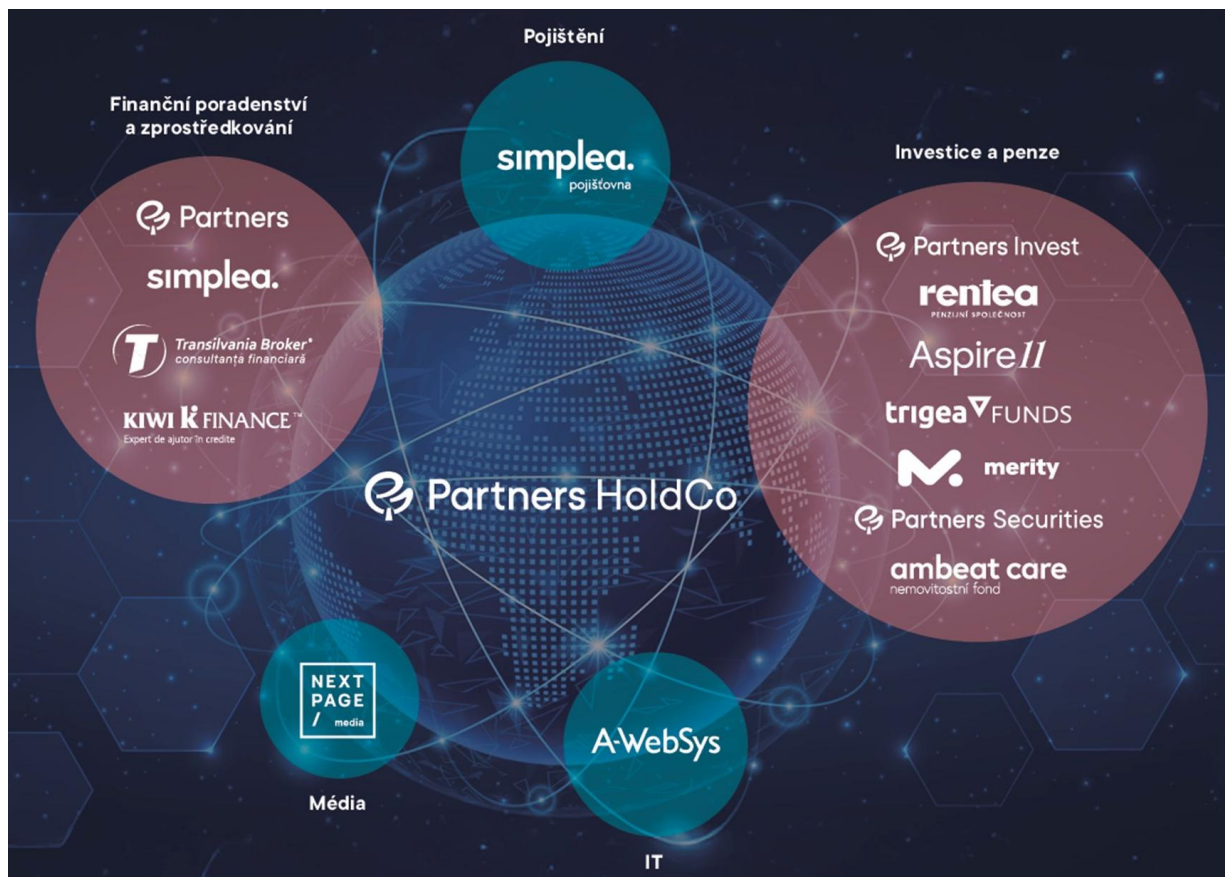 Pojištění
simplea.
pojišťovna
Finanční poradenství
a zprostředkování
Partners
simplea.
T Transilvania Broker®
consultanță financiară
KIWI K FINANCE™
Expert de ajutor în credite
Investice a penze
Partners Invest
rentea
PENZIJNÍ SPOLEČNOST
Aspire11
trigea FUNDS
M. merity
Partners Securities
ambeat care
nemovitostní fond
Partners HoldCo
NEXT
PAGE
/ media
Média
A-WebSys
IT